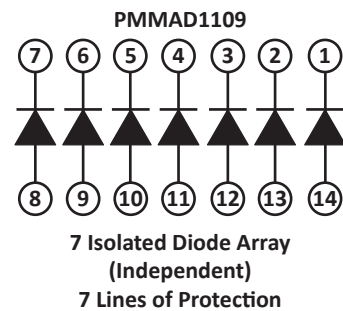 PMMAD1109
7 6 5 4 3 2 1
8 9 10 11 12 13 14
7 Isolated Diode Array
(Independent)
7 Lines of Protection